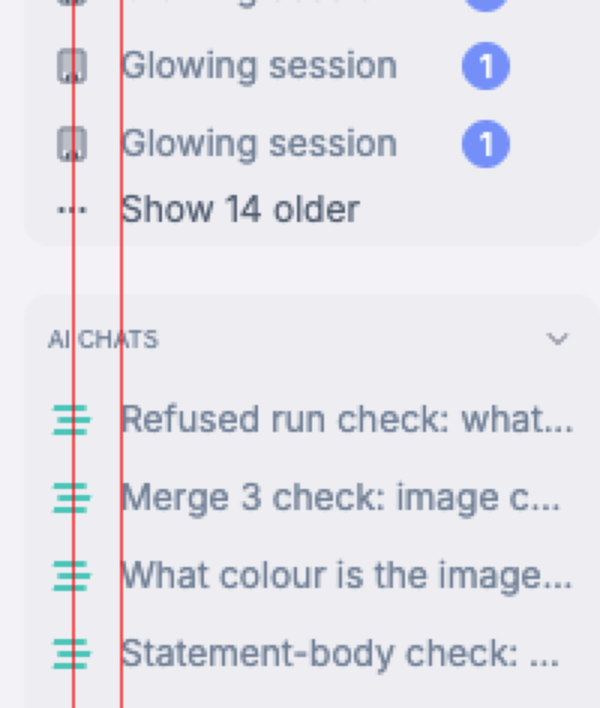 Glowing session 1
Glowing session 1
Show 14 older
AI CHATS
Refused run check: what...
Merge 3 check: image c...
What colour is the image...
Statement-body check: ...